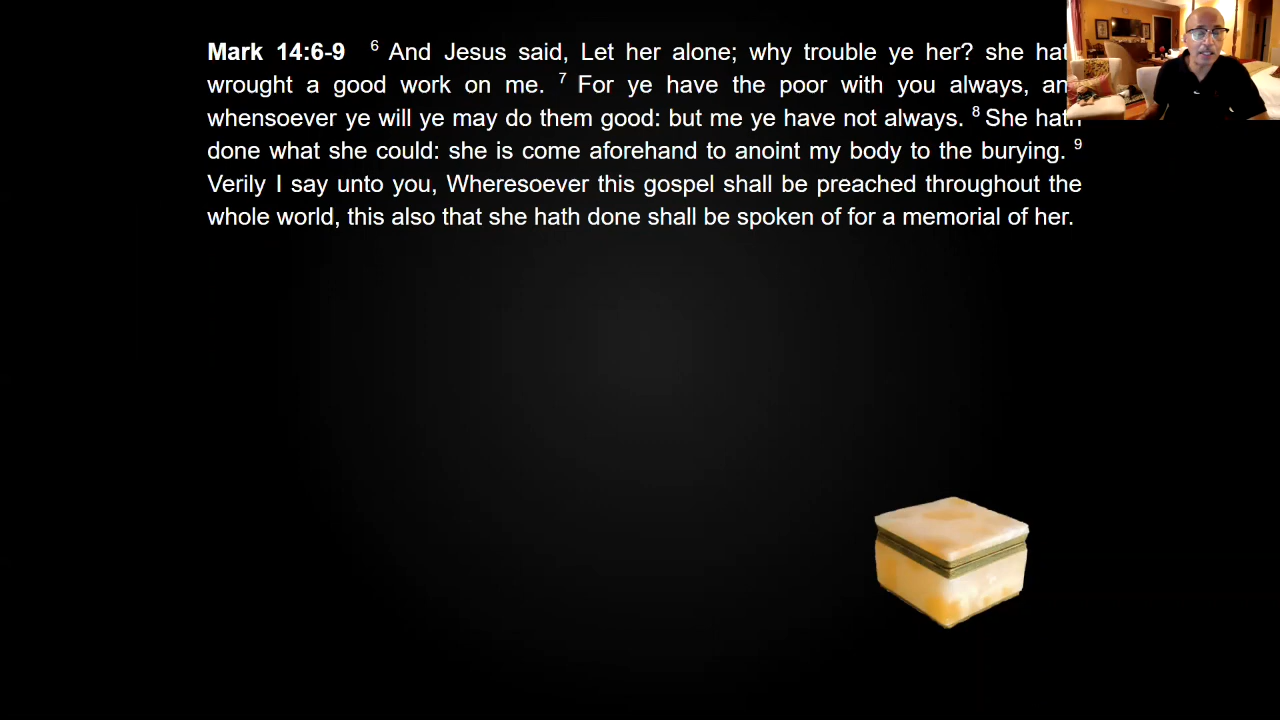 Mark 14:6-9 6 And Jesus said, Let her alone; why trouble ye her? she hat
wrought a good work on me. 7 For ye have the poor with you always, an
whensoever ye will ye may do them good: but me ye have not always. 8 She hath
done what she could: she is come aforehand to anoint my body to the burying. 9
Verily I say unto you, Wheresoever this gospel shall be preached throughout the
whole world, this also that she hath done shall be spoken of for a memorial of her.